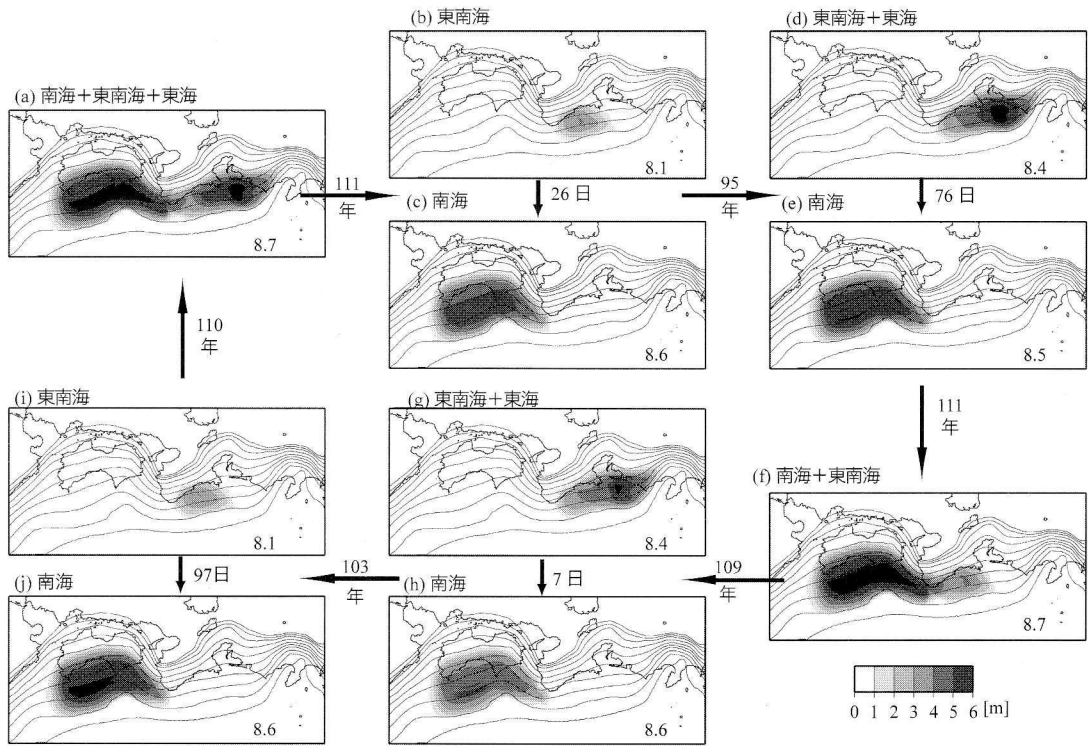 (a) 南海＋東南海＋東海
8.7
111
年
(b) 東南海
8.1
26 日
(c) 南海
8.6
95
年
(d) 東南海＋東海
8.4
76 日
(e) 南海
8.5
111
年
(f) 南海＋東南海
8.7
109
年
(g) 東南海＋東海
8.4
7 日
(h) 南海
8.6
103
年
(i) 東南海
8.1
97日
(j) 南海
8.6
110
年
0 1 2 3 4 5 6 [m]